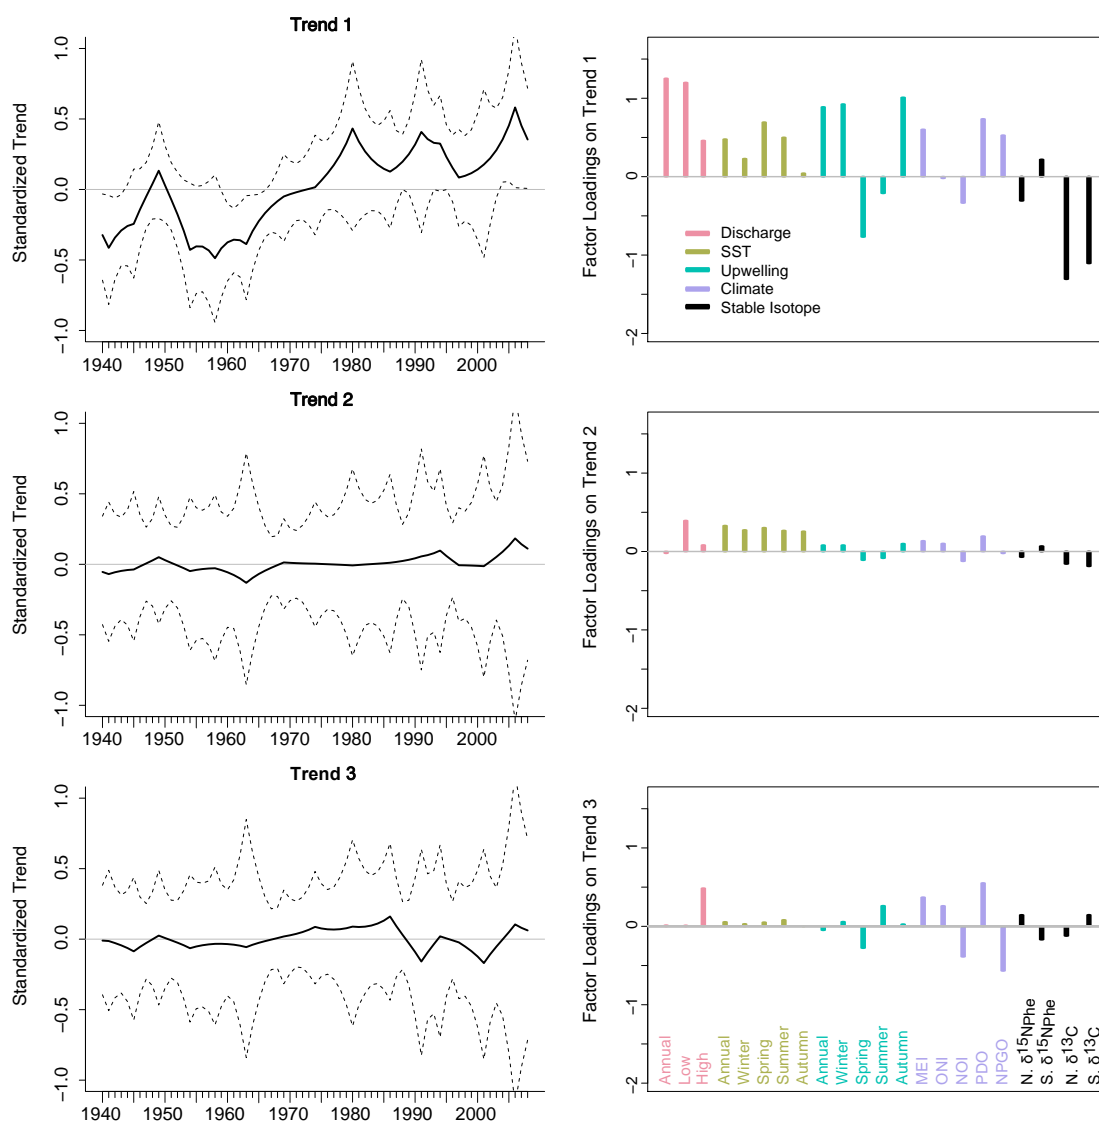 Trend 1
Standardized Trend
1.0
0.5
0.0
−0.5
−1.0
1940 1950 1960 1970 1980 1990 2000
Factor Loadings on Trend 1
1
0
−1
−2
Discharge
SST
Upwelling
Climate
Stable Isotope
Trend 2
Standardized Trend
1.0
0.5
0.0
−0.5
−1.0
1940 1950 1960 1970 1980 1990 2000
Factor Loadings on Trend 2
1
0
−1
−2
Trend 3
Standardized Trend
1.0
0.5
0.0
−0.5
−1.0
1940 1950 1960 1970 1980 1990 2000
Factor Loadings on Trend 3
1
0
−1
−2
Annual
Low
High
Annual
Winter
Spring
Summer
Autumn
Annual
Winter
Spring
Summer
Autumn
MEI
ONI
NOI
PDO
NPGO
N. δ¹⁵NPhe
S. δ¹⁵NPhe
N. δ¹³C
S. δ¹³C